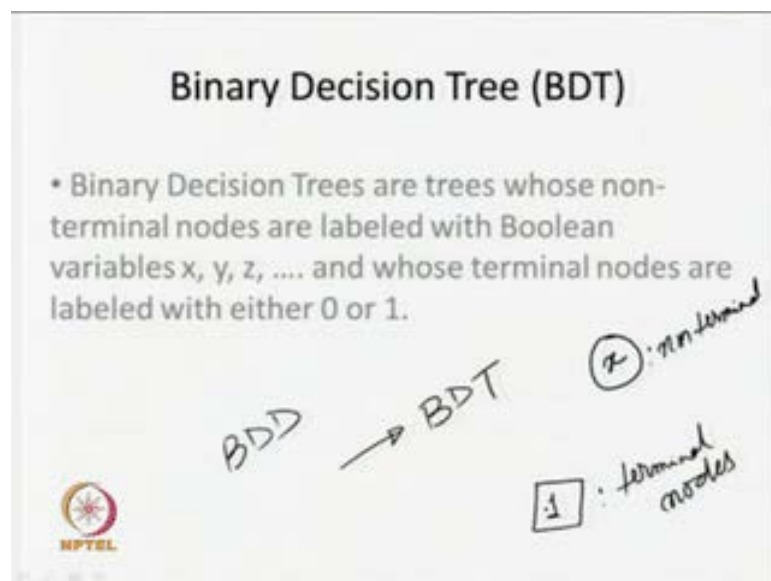 Binary Decision Tree (BDT)
• Binary Decision Trees are trees whose non-
terminal nodes are labeled with Boolean
variables x, y, z, .... and whose terminal nodes are
labeled with either 0 or 1.
x : non terminal
BDD → BDT
1 : terminal
nodes
NPTEL